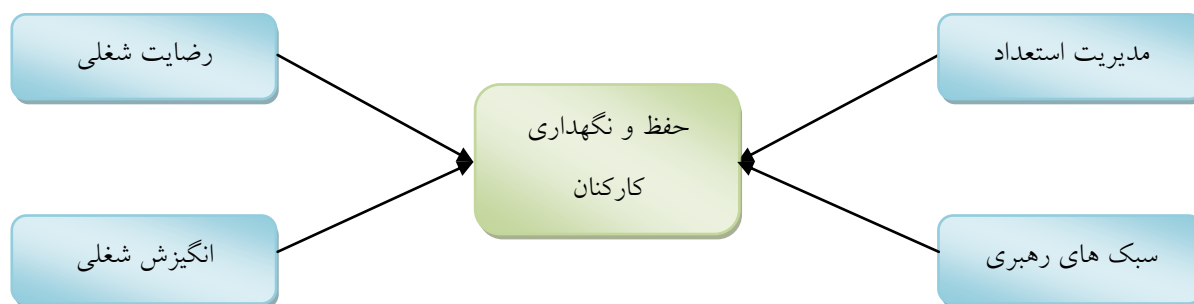 مدیریت استعداد
رضایت شغلی
حفظ و نگهداری
کارکنان
سبک های رهبری
انگیزش شغلی